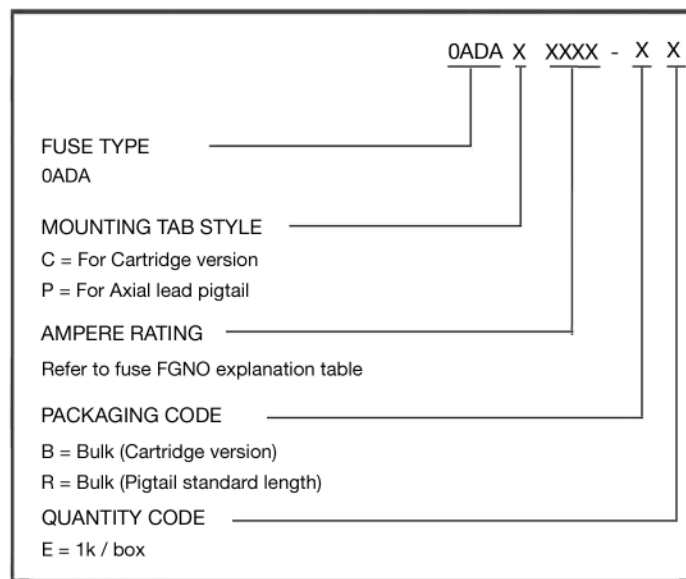 0ADA X XXXX - X X
FUSE TYPE
0ADA
MOUNTING TAB STYLE
C = For Cartridge version
P = For Axial lead pigtail
AMPERE RATING
Refer to fuse FGNO explanation table
PACKAGING CODE
B = Bulk (Cartridge version)
R = Bulk (Pigtail standard length)
QUANTITY CODE
E = 1k / box